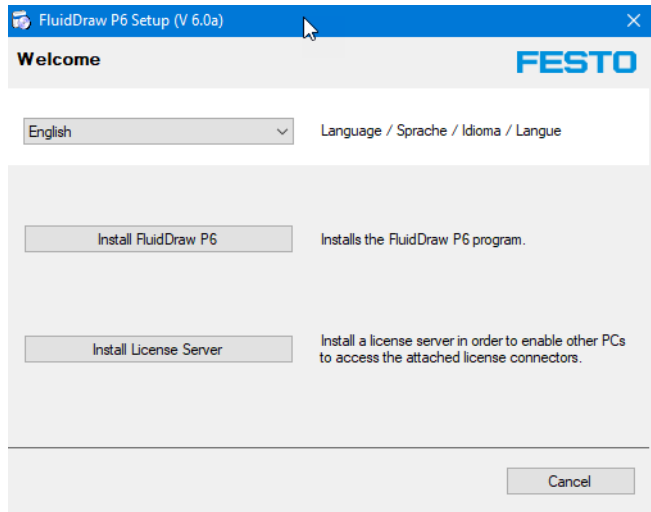 FluidDraw P6 Setup (V 6.0a)
Welcome
FESTO
English
Language / Sprache / Idioma / Langue
Install FluidDraw P6
Installs the FluidDraw P6 program.
Install License Server
Install a license server in order to enable other PCs
to access the attached license connectors.
Cancel